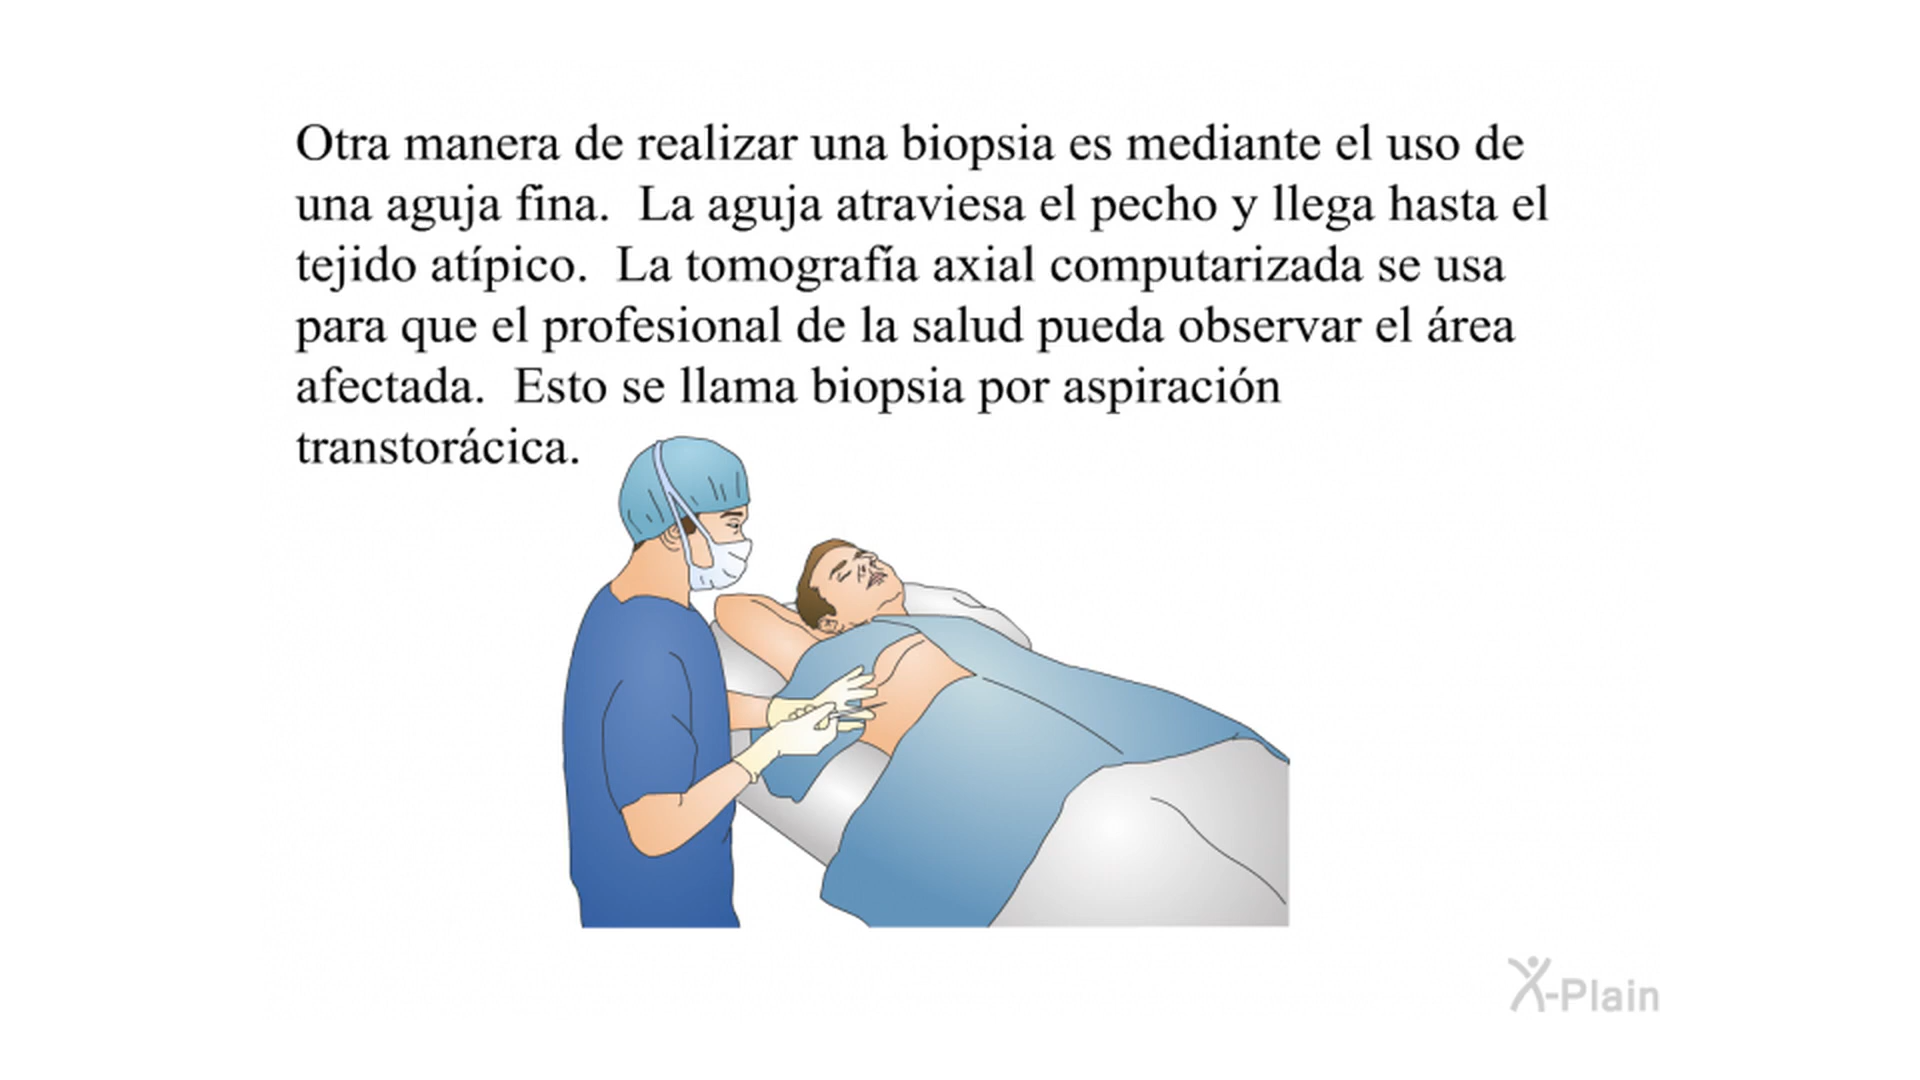 Otra manera de realizar una biopsia es mediante el uso de
una aguja fina.  La aguja atraviesa el pecho y llega hasta el
tejido atípico.  La tomografía axial computarizada se usa
para que el profesional de la salud pueda observar el área
afectada.  Esto se llama biopsia por aspiración
transtorácica.
X-Plain